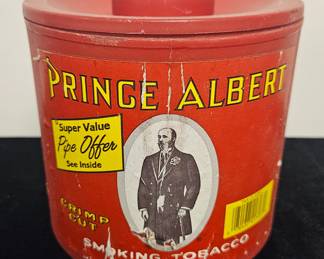 PRINCE ALBERT
"Super Value
Pipe Offer
See Inside
CRIMP
CUT
SMOKING TOBACCO